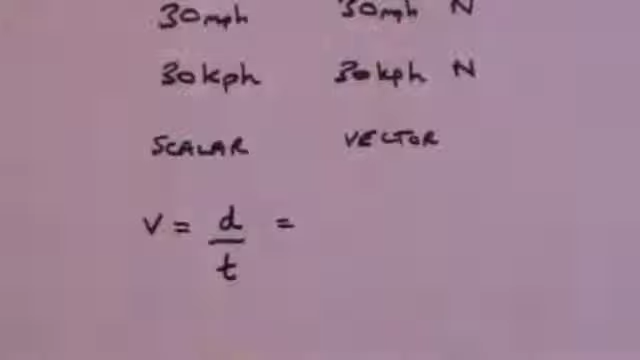 30mph 30mph N
30kph 30kph N
SCALAR VECTOR
V = d/t =